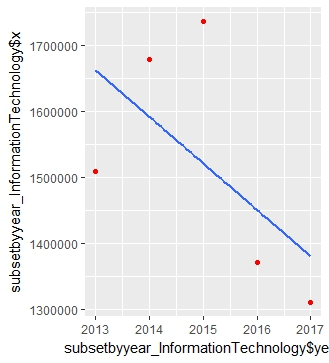 subsetbyyear_InformationTechnology$x
1700000
1600000
1500000
1400000
1300000
2013 2014 2015 2016 2017
subsetbyyear_InformationTechnology$ye